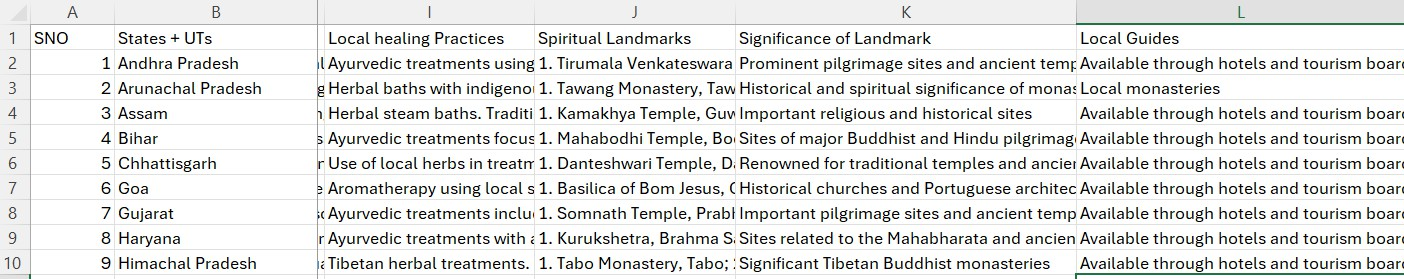 A B I J K L
1 SNO States + UTs Local healing Practices Spiritual Landmarks Significance of Landmark Local Guides
2 1 Andhra Pradesh Ayurvedic treatments using 1. Tirumala Venkateswara Prominent pilgrimage sites and ancient temp Available through hotels and tourism boar
3 2 Arunachal Pradesh Herbal baths with indigeno 1. Tawang Monastery, Taw Historical and spiritual significance of monas Local monasteries
4 3 Assam Herbal steam baths. Traditi 1. Kamakhya Temple, Guw Important religious and historical sites Available through hotels and tourism boar
5 4 Bihar Ayurvedic treatments focus 1. Mahabodhi Temple, Bo Sites of major Buddhist and Hindu pilgrimag Available through hotels and tourism boar
6 5 Chhattisgarh Use of local herbs in treatm 1. Danteshwari Temple, D Renowned for traditional temples and ancien Available through hotels and tourism boar
7 6 Goa Aromatherapy using local s 1. Basilica of Bom Jesus, Historical churches and Portuguese architec Available through hotels and tourism boar
8 7 Gujarat Ayurvedic treatments inclu 1. Somnath Temple, Prabh Important pilgrimage sites and ancient temp Available through hotels and tourism boar
9 8 Haryana Ayurvedic treatments with 1. Kurukshetra, Brahma S Sites related to the Mahabharata and ancien Available through hotels and tourism boar
10 9 Himachal Pradesh Tibetan herbal treatments. 1. Tabo Monastery, Tabo; Significant Tibetan Buddhist monasteries Available through hotels and tourism boar